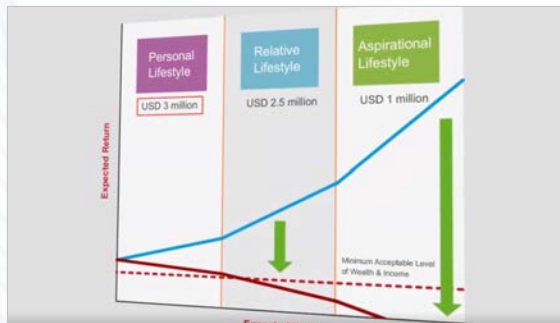 Personal
Lifestyle
Relative
Lifestyle
Aspirational
Lifestyle
USD 3 million
USD 2.5 million
USD 1 million
Expected Return
Minimum Acceptable Level
of Wealth & Income